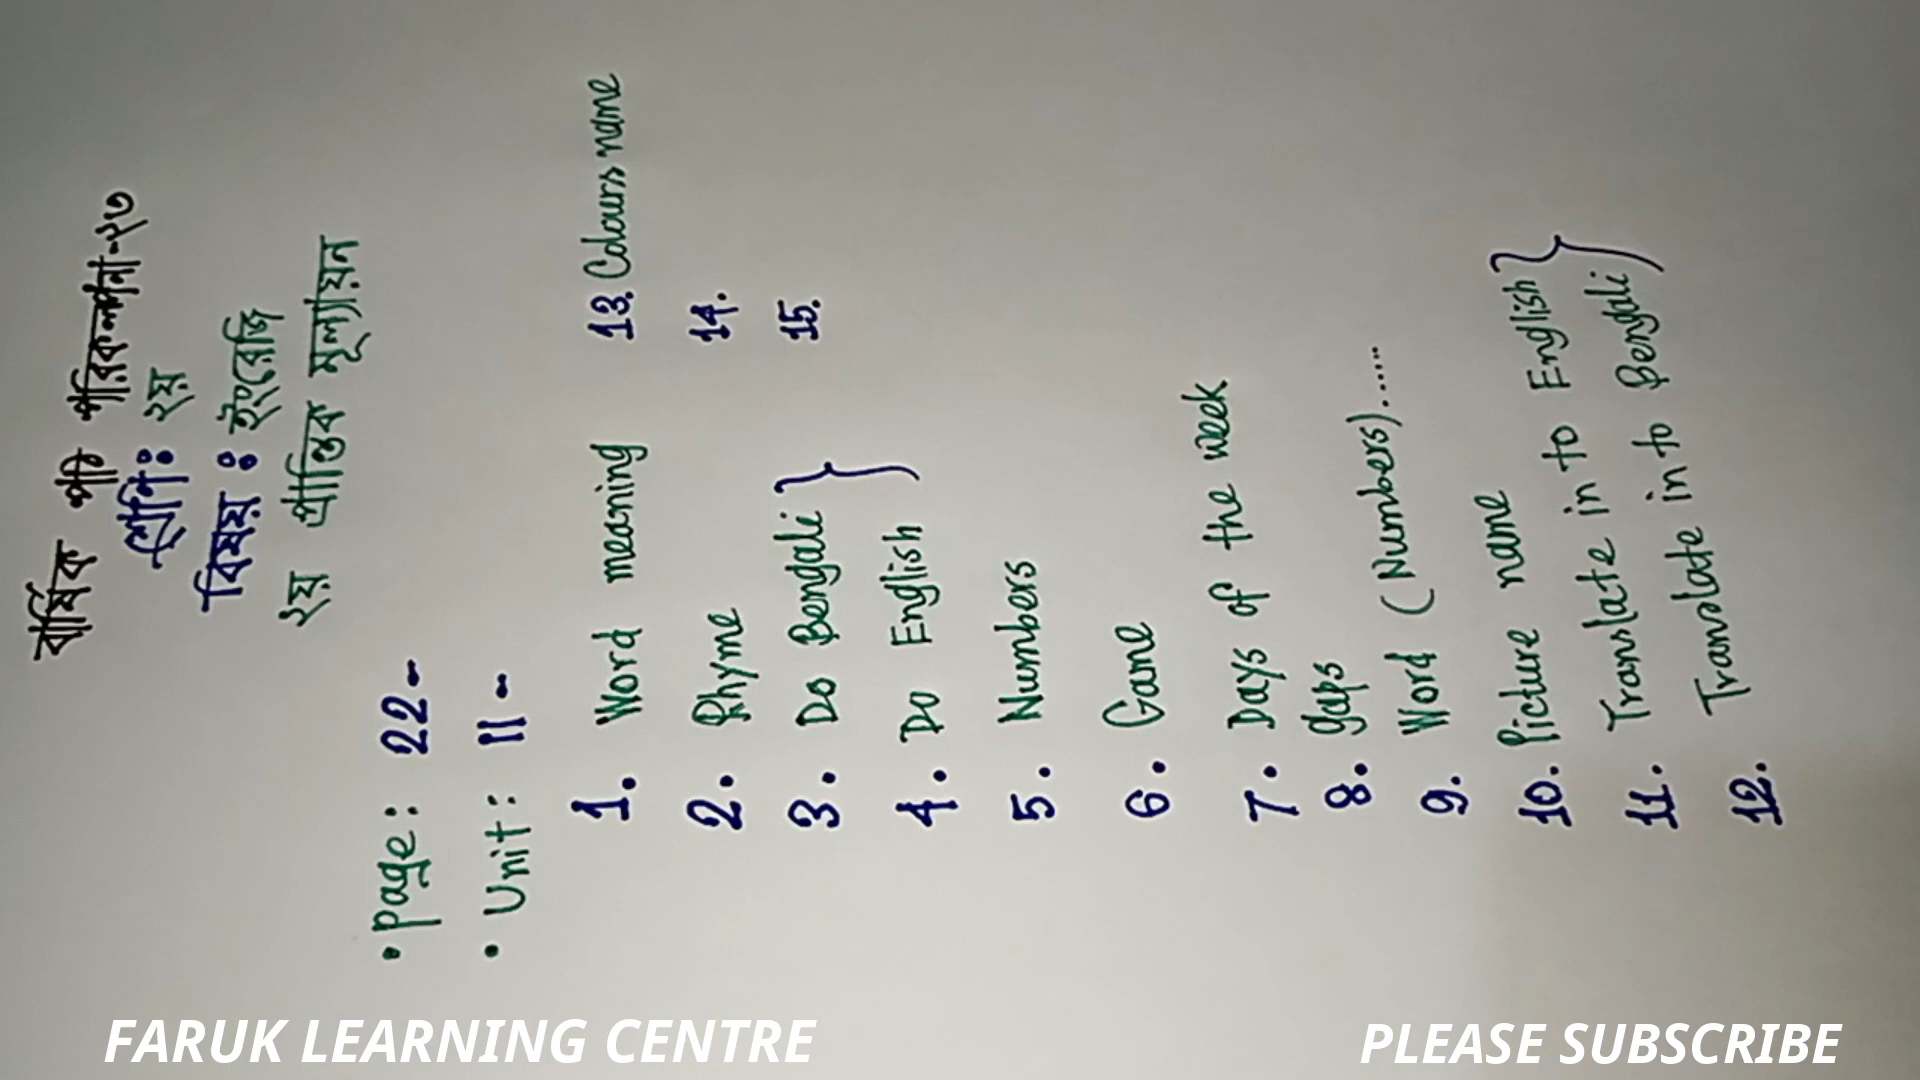 বার্ষিক পাঠ পরিকল্পনা-২৩
শ্রেণি: ২য়
বিষয় : ইংরেজি
২য় প্রান্তিক মূল্যায়ন
• Page: 22-
• Unit: 11-
1. Word meaning
2. Rhyme
3. Do Bengali }
4. Do English
5. Numbers
6. Game
7. Days of the week
8. gaps
9. Word (Numbers)......
10. Picture name
11. Translate in to English }
12. Translate in to Bengali
13. Colours name
14.
15.
FARUK LEARNING CENTRE
PLEASE SUBSCRIBE